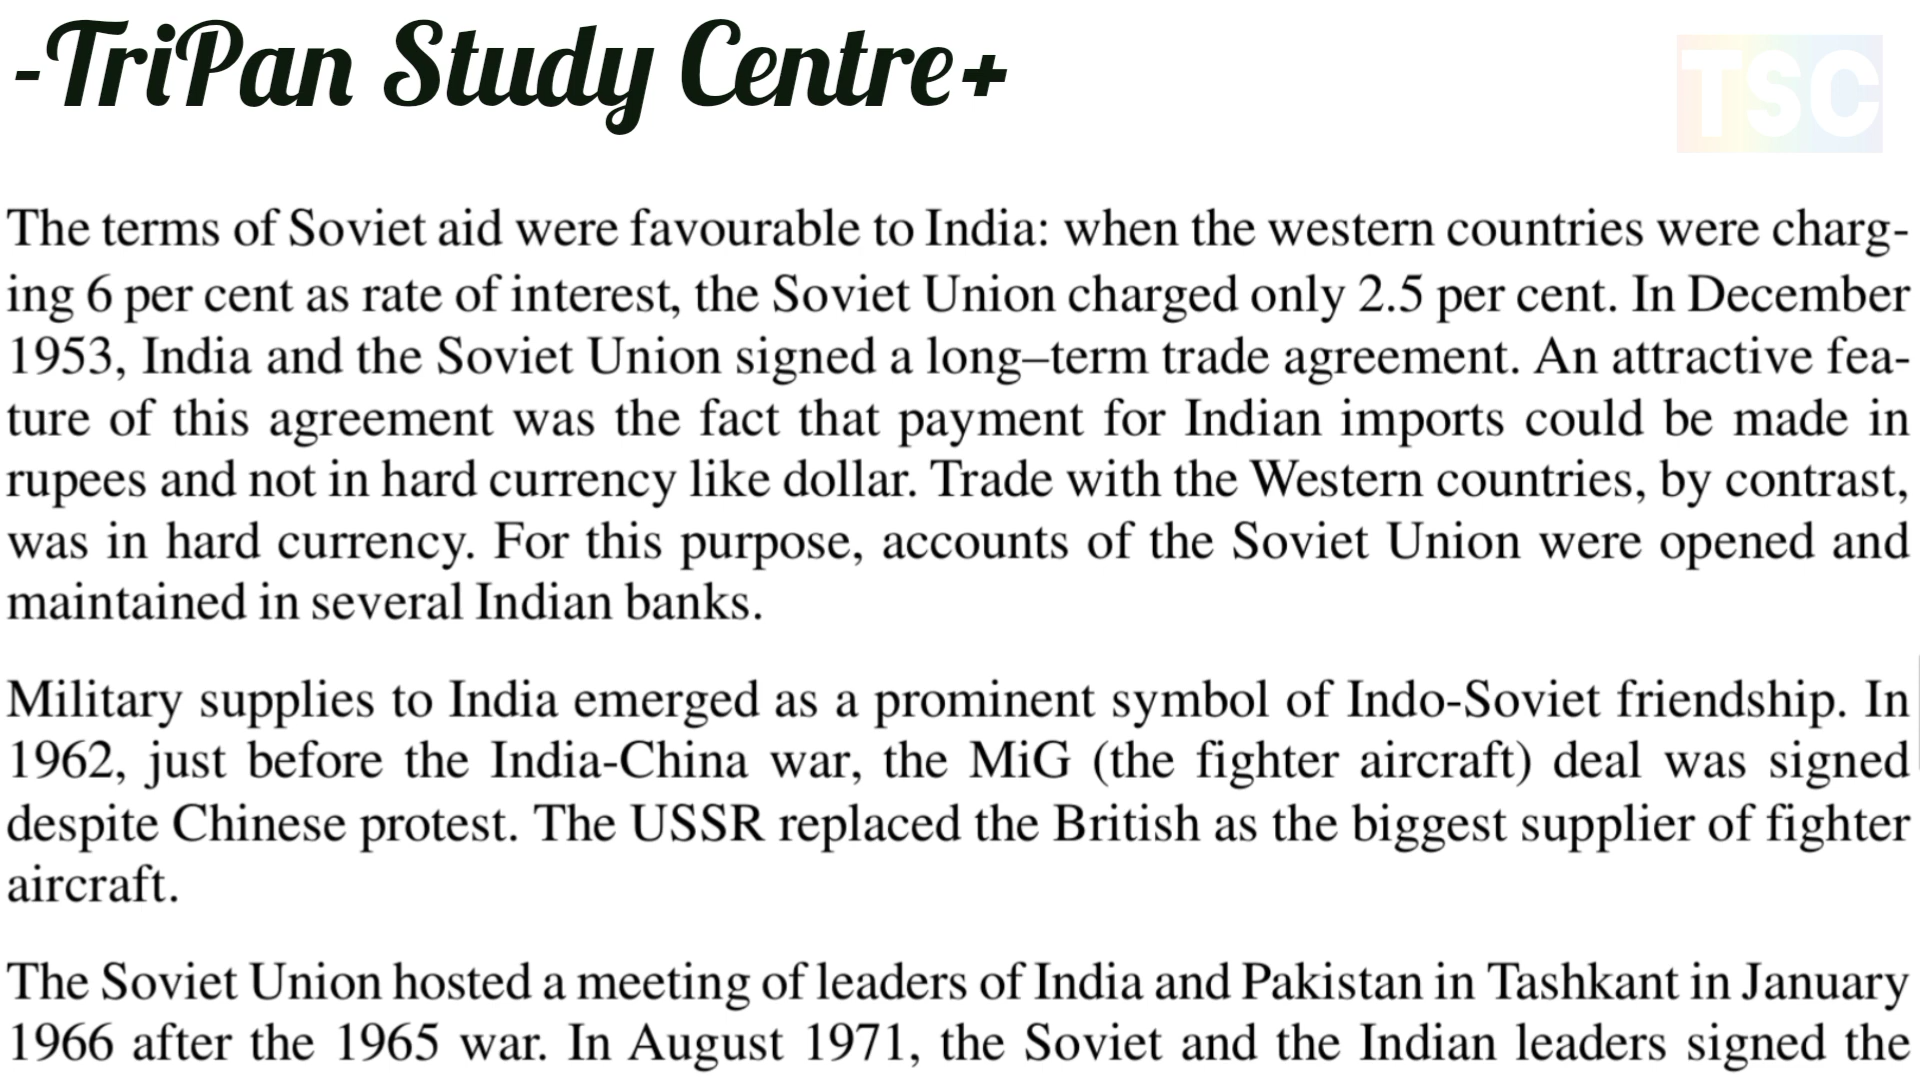 -TriPan Study Centre+
TSC
The terms of Soviet aid were favourable to India: when the western countries were charg-
ing 6 per cent as rate of interest, the Soviet Union charged only 2.5 per cent. In December
1953, India and the Soviet Union signed a long–term trade agreement. An attractive fea-
ture of this agreement was the fact that payment for Indian imports could be made in
rupees and not in hard currency like dollar. Trade with the Western countries, by contrast,
was in hard currency. For this purpose, accounts of the Soviet Union were opened and
maintained in several Indian banks.
Military supplies to India emerged as a prominent symbol of Indo-Soviet friendship. In
1962, just before the India-China war, the MiG (the fighter aircraft) deal was signed
despite Chinese protest. The USSR replaced the British as the biggest supplier of fighter
aircraft.
The Soviet Union hosted a meeting of leaders of India and Pakistan in Tashkant in January
1966 after the 1965 war. In August 1971, the Soviet and the Indian leaders signed the